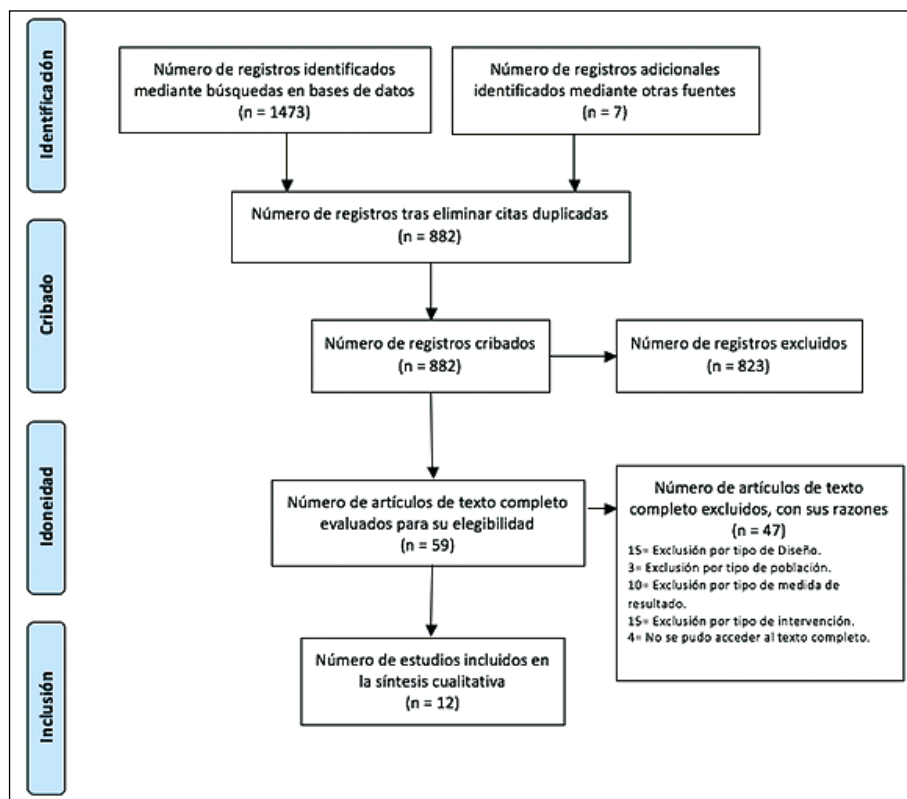 Identificación
Número de registros identificados
mediante búsquedas en bases de datos
(n = 1473)
Número de registros adicionales
identificados mediante otras fuentes
(n = 7)
Número de registros tras eliminar citas duplicadas
(n = 882)
Cribado
Número de registros cribados
(n = 882)
Número de registros excluidos
(n = 823)
Idoneidad
Número de artículos de texto completo
evaluados para su elegibilidad
(n = 59)
Número de artículos de texto
completo excluidos, con sus razones
(n = 47)
15= Exclusión por tipo de Diseño.
3= Exclusión por tipo de población.
10= Exclusión por tipo de medida de
resultado.
15= Exclusión por tipo de intervención.
4= No se pudo acceder al texto completo.
Inclusión
Número de estudios incluidos en
la síntesis cualitativa
(n = 12)